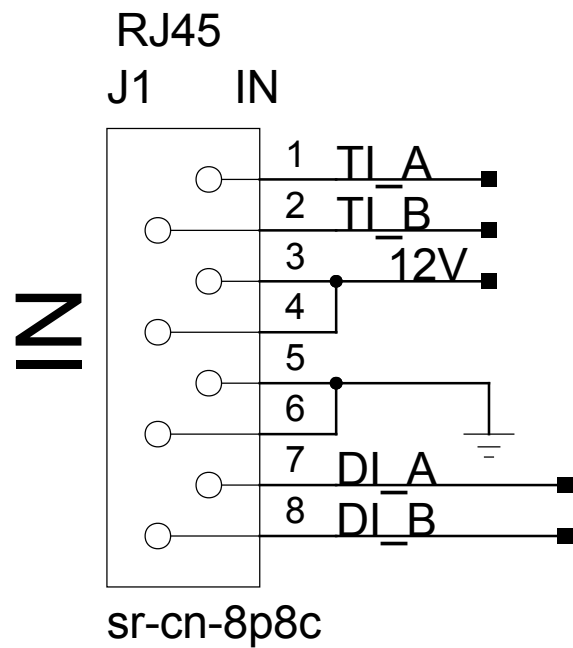 RJ45
J1 IN
1 TI_A
2 TI_B
3 12V
4
5
6
7 DI_A
8 DI_B
IN
sr-cn-8p8c